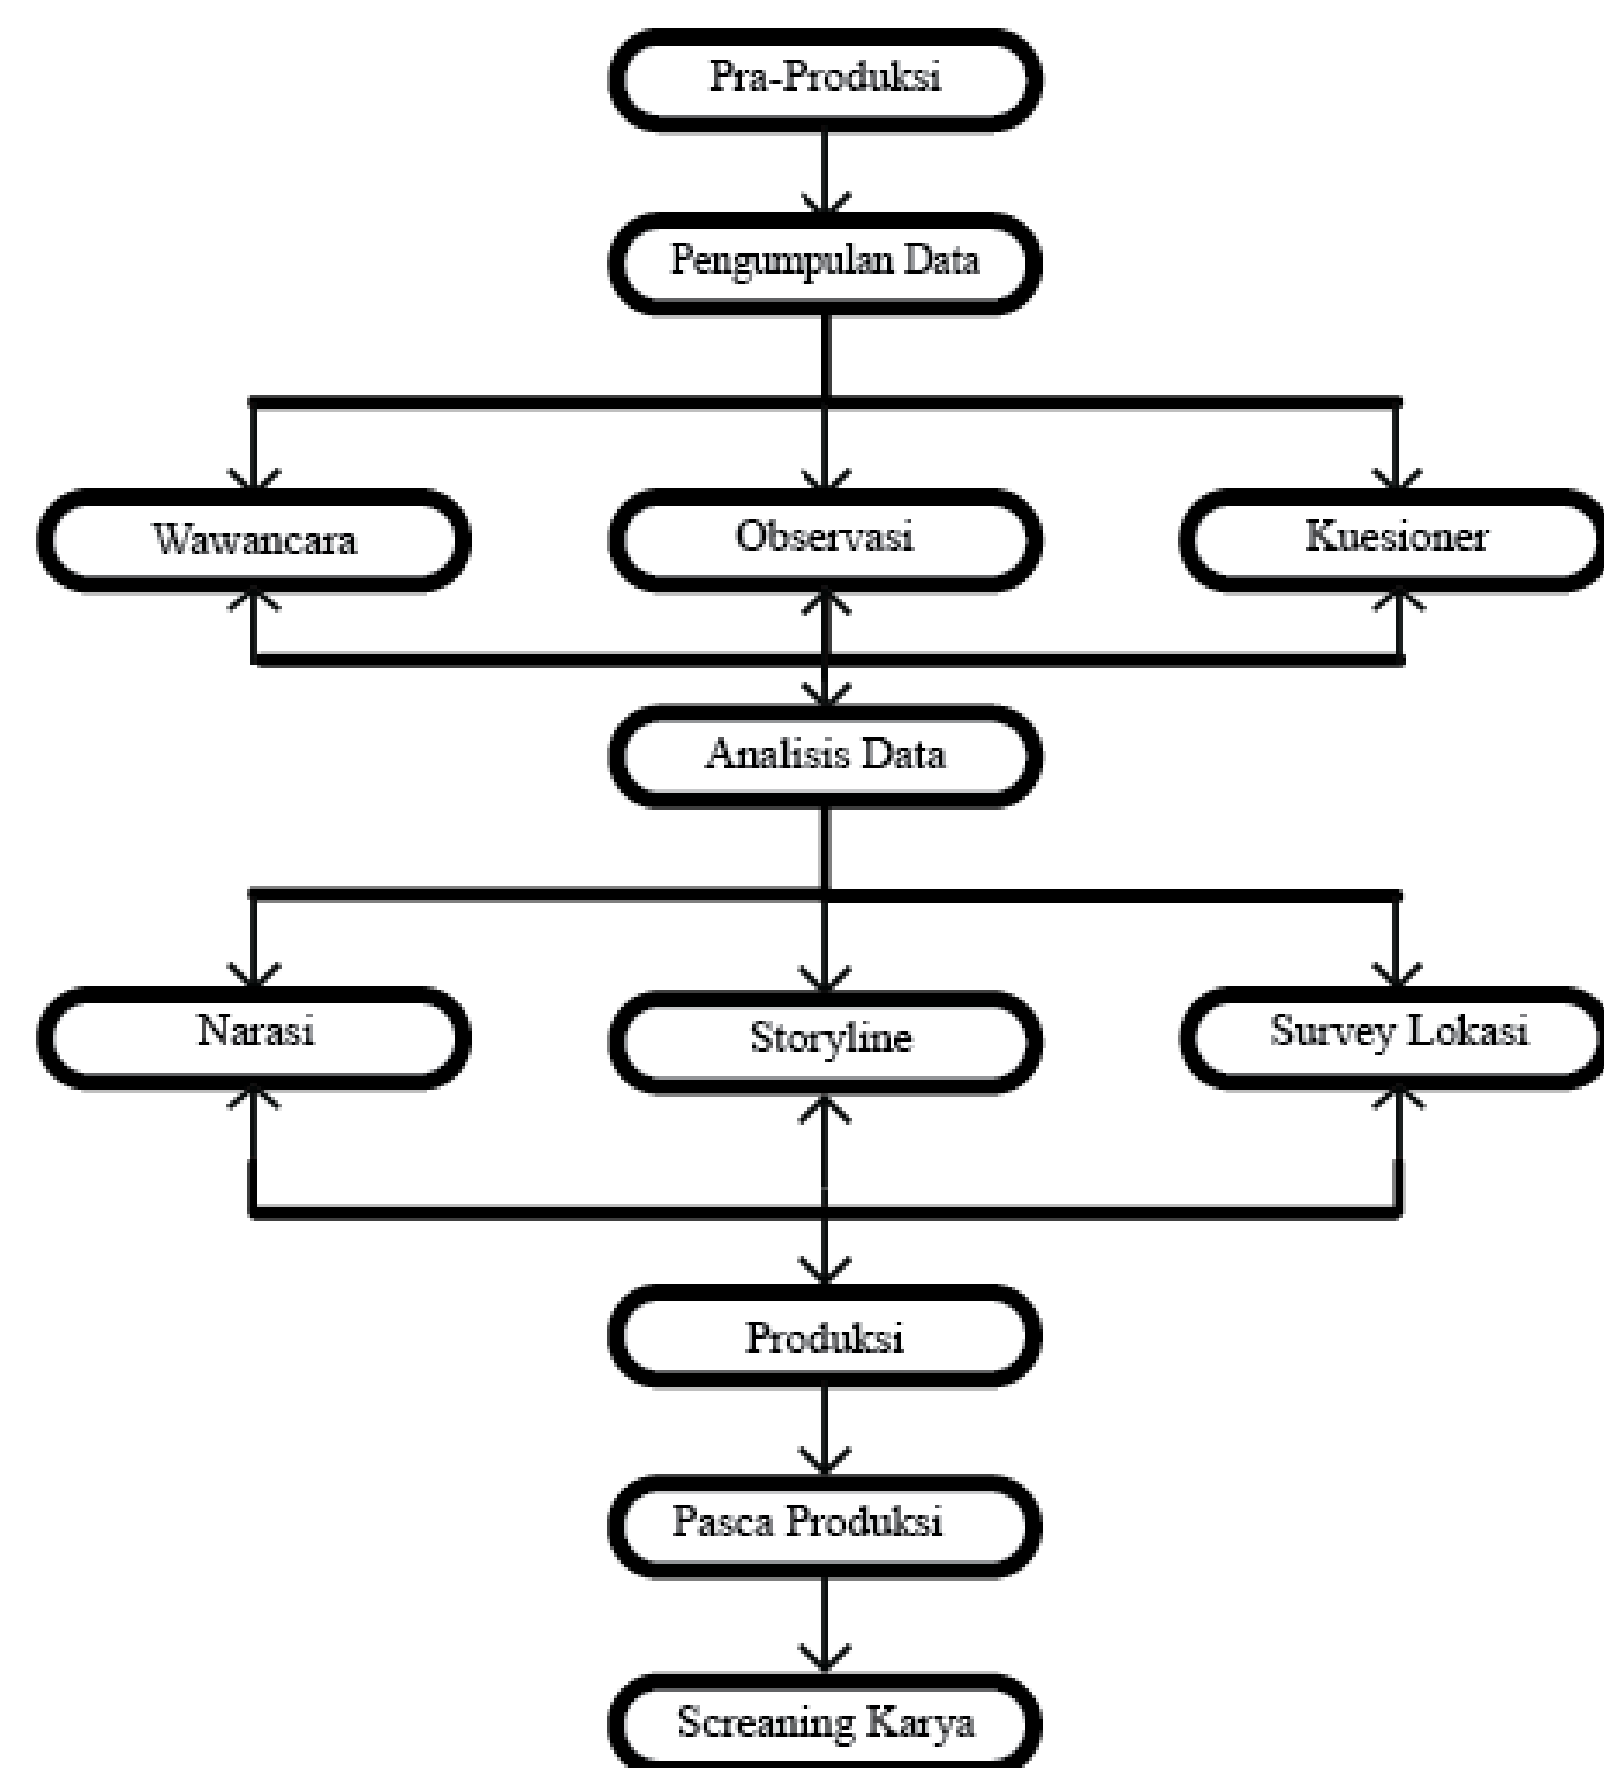 Pra-Produksi
Pengumpulan Data
Wawancara
Observasi
Kuesioner
Analisis Data
Narasi
Storyline
Survey Lokasi
Produksi
Pasca Produksi
Screaning Karya